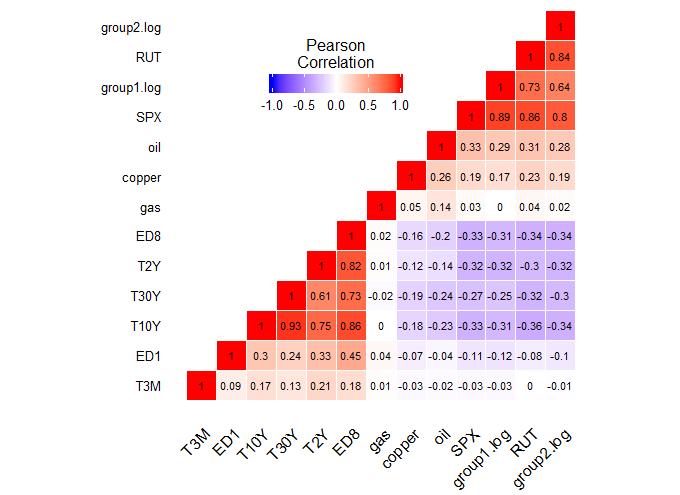 group2.log 1
Pearson
Correlation
RUT 1 0.84
group1.log 1 0.73 0.64
-1.0 -0.5 0.0 0.5 1.0
SPX 1 0.89 0.86 0.8
oil 1 0.33 0.29 0.31 0.28
copper 1 0.26 0.19 0.17 0.23 0.19
gas 1 0.05 0.14 0.03 0 0.04 0.02
ED8 1 0.02 -0.16 -0.2 -0.33 -0.31 -0.34 -0.34
T2Y 1 0.82 0.01 -0.12 -0.14 -0.32 -0.32 -0.3 -0.32
T30Y 1 0.61 0.73 -0.02 -0.19 -0.24 -0.27 -0.25 -0.32 -0.3
T10Y 1 0.93 0.75 0.86 0 -0.18 -0.23 -0.33 -0.31 -0.36 -0.34
ED1 1 0.3 0.24 0.33 0.45 0.04 -0.07 -0.04 -0.11 -0.12 -0.08 -0.1
T3M 1 0.09 0.17 0.13 0.21 0.18 0.01 -0.03 -0.02 -0.03 -0.03 0 -0.01
T3M ED1 T10Y T30Y T2Y ED8 gas copper oil SPX group1.log RUT group2.log